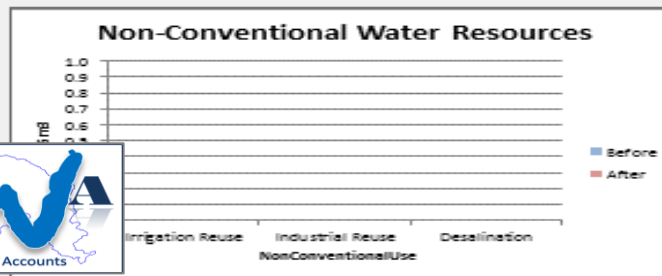 Non-Conventional Water Resources
1.0
0.9
0.8
0.7
0.6
Before
After
Irrigation Reuse Industrial Reuse Desalination
NonConventionalUse
A
Accounts